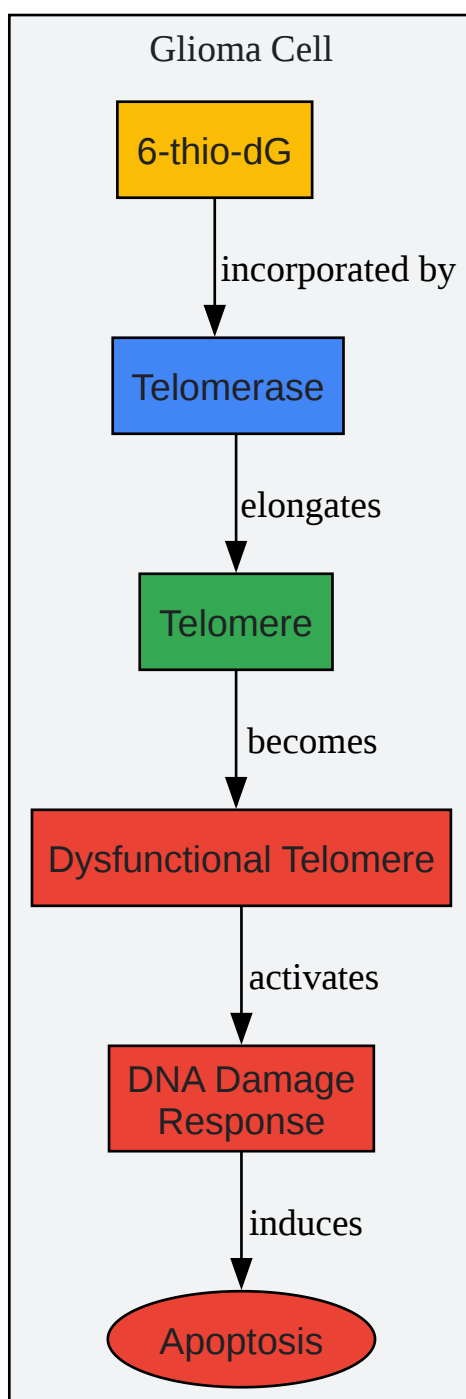 Glioma Cell
6-thio-dG
incorporated by
Telomerase
elongates
Telomere
becomes
Dysfunctional Telomere
activates
DNA Damage
Response
induces
Apoptosis